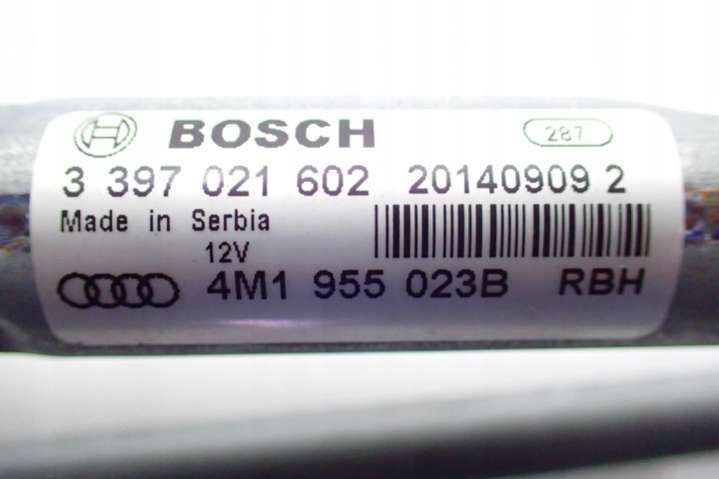 BOSCH 287
3 397 021 602 20140909 2
Made in Serbia
12V
4M1 955 023B RBH